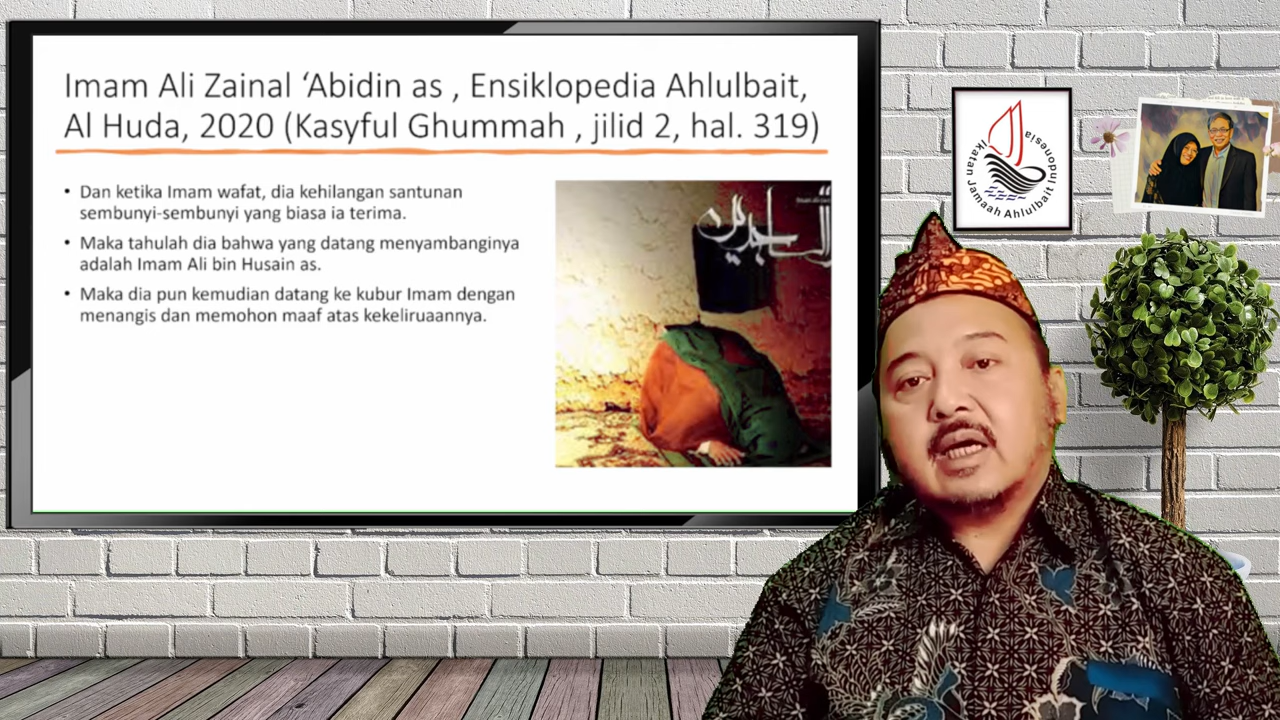 Imam Ali Zainal ‘Abidin as , Ensiklopedia Ahlulbait,
Al Huda, 2020 (Kasyful Ghummah , jilid 2, hal. 319)
• Dan ketika Imam wafat, dia kehilangan santunan
sembunyi-sembunyi yang biasa ia terima.
• Maka tahulah dia bahwa yang datang menyambanginya
adalah Imam Ali bin Husain as.
• Maka dia pun kemudian datang ke kubur Imam dengan
menangis dan memohon maaf atas kekeliruaannya.
Ikatan Jamaah Ahlulbait Indonesia